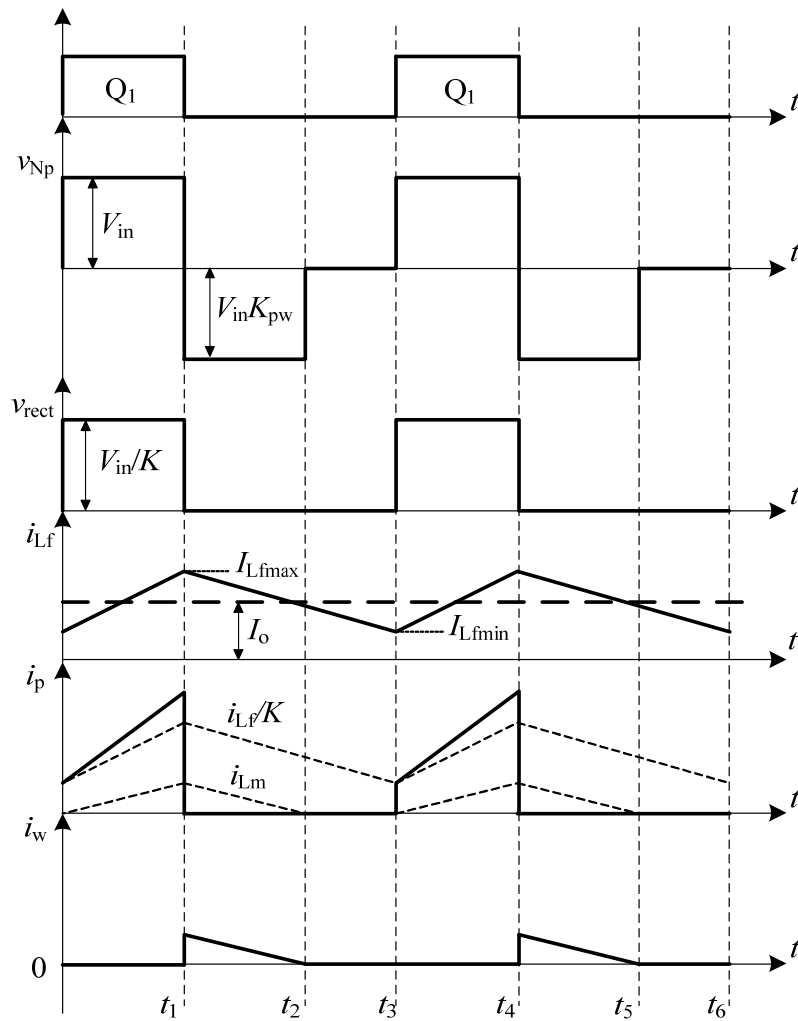 Q1
Q1
t
vNp
Vin
t
VinKpw
vrect
Vin/K
t
iLf
ILfmax
Io
ILfmin
t
ip
iLf/K
iLm
t
iw
t
0
t1 t2 t3 t4 t5 t6